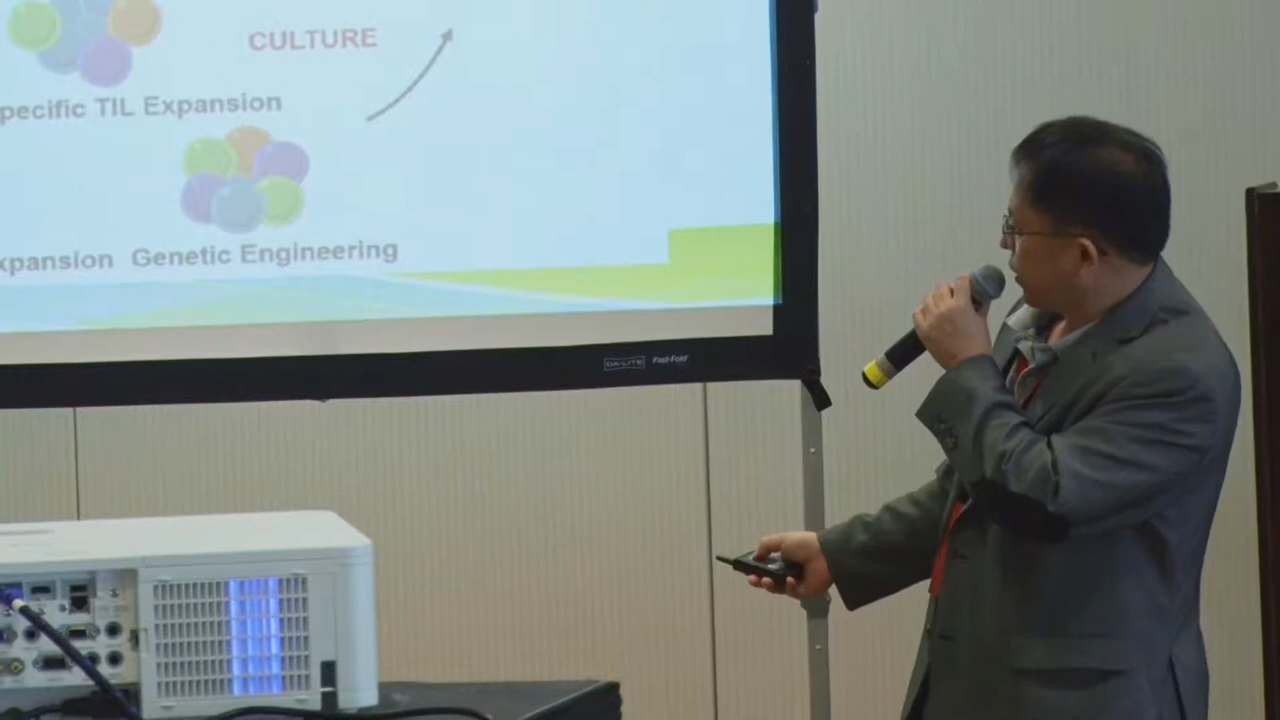 CULTURE
pecific TIL Expansion
xpansion Genetic Engineering
DA-LITE Fast-Fold